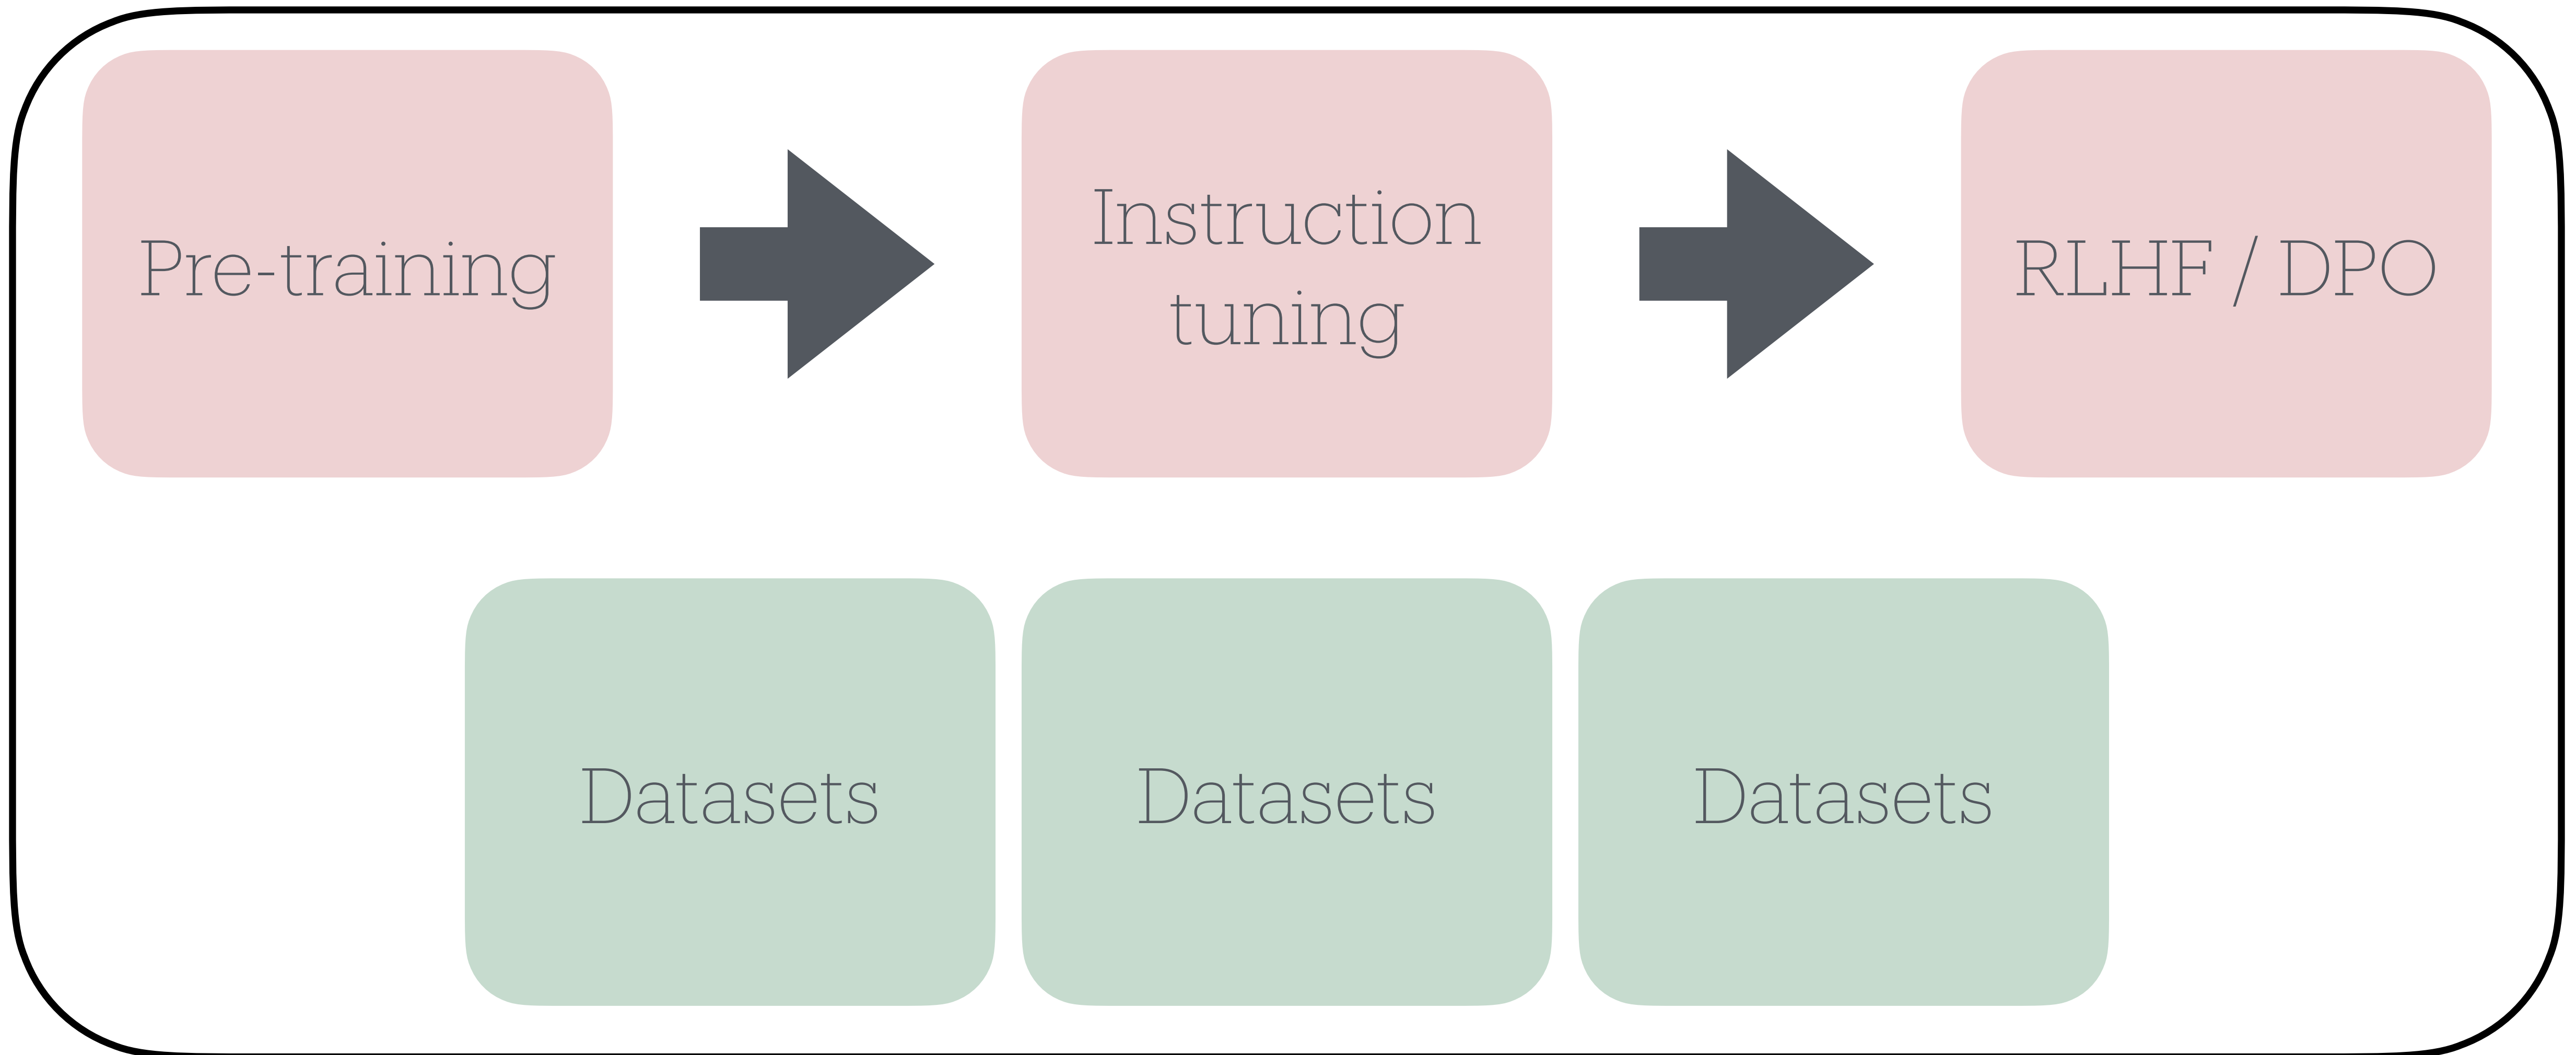 Pre-training
Instruction
tuning
RLHF / DPO
Datasets
Datasets
Datasets